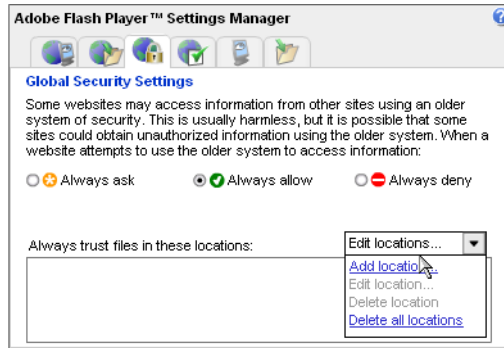 Adobe Flash Player™ Settings Manager
?
Global Security Settings
Some websites may access information from other sites using an older
system of security. This is usually harmless, but it is possible that some
sites could obtain unauthorized information using the older system. When a
website attempts to use the older system to access information:
Always ask Always allow Always deny
Always trust files in these locations: Edit locations...
Add location...
Edit location...
Delete location
Delete all locations